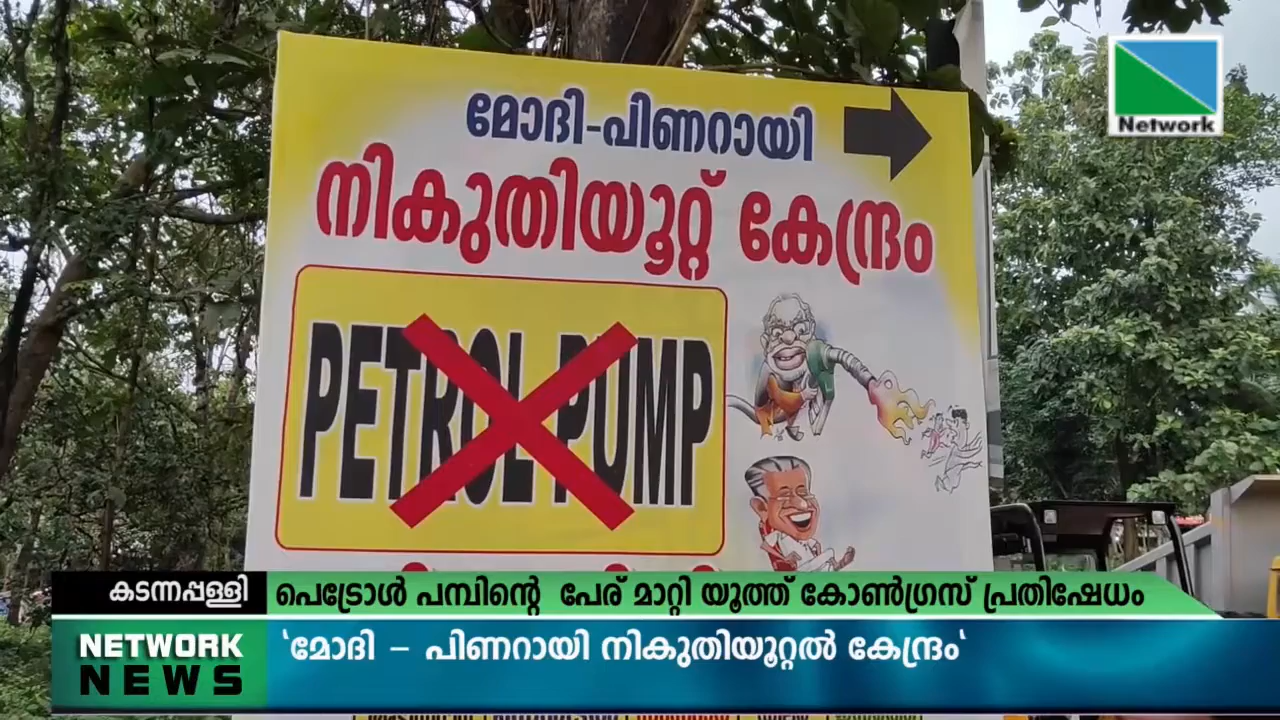 മോദി-പിണറായി
നികുതിയൂറ്റ് കേന്ദ്രം
PETROL PUMP
Network
കടന്നപ്പള്ളി
പെട്രോൾ പമ്പിന്റെ പേര് മാറ്റി യൂത്ത് കോൺഗ്രസ് പ്രതിഷേധം
NETWORK NEWS
'മോദി – പിണറായി നികുതിയൂറ്റൽ കേന്ദ്രം'